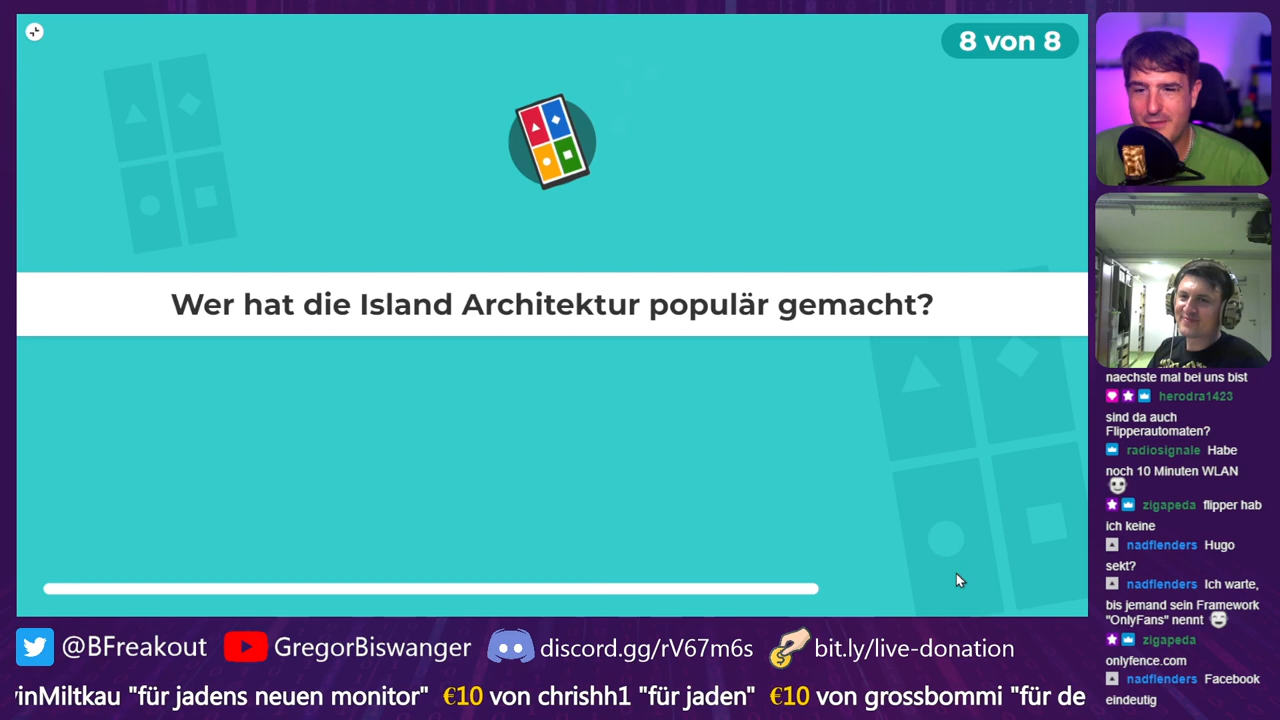 8 von 8
Wer hat die Island Architektur populär gemacht?
naechste mal bei uns bist
herodra1423
sind da auch
Flipperautomaten?
radiosignale Habe
noch 10 Minuten WLAN
zigapeda flipper hab
ich keine
nadflenders Hugo
sekt?
nadflenders Ich warte,
bis jemand sein Framework
"OnlyFans" nennt
zigapeda
onlyfence.com
nadflenders Facebook
eindeutig
@BFreakout GregorBiswanger discord.gg/rV67m6s bit.ly/live-donation
vinMiltkau "für jadens neuen monitor" €10 von chrishh1 "für jaden" €10 von grossbommi "für de